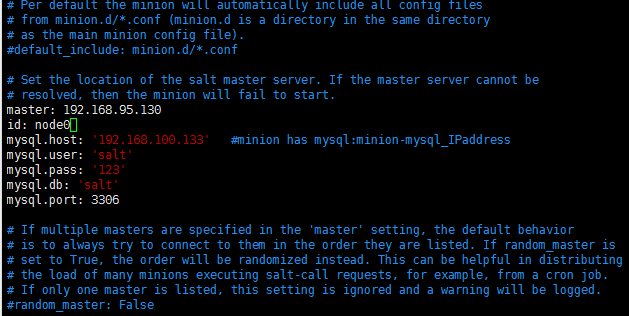 # Per default the minion will automatically include all config files
# from minion.d/*.conf (minion.d is a directory in the same directory
# as the main minion config file).
#default_include: minion.d/*.conf
# Set the location of the salt master server. If the master server cannot be
# resolved, then the minion will fail to start.
master: 192.168.95.130
id: node0
mysql.host: '192.168.100.133'   #minion has mysql:minion-mysql_IPaddress
mysql.user: 'salt'
mysql.pass: '123'
mysql.db: 'salt'
mysql.port: 3306
# If multiple masters are specified in the 'master' setting, the default behavior
# is to always try to connect to them in the order they are listed. If random_master is
# set to True, the order will be randomized instead. This can be helpful in distributing
# the load of many minions executing salt-call requests, for example, from a cron job.
# If only one master is listed, this setting is ignored and a warning will be logged.
#random_master: False